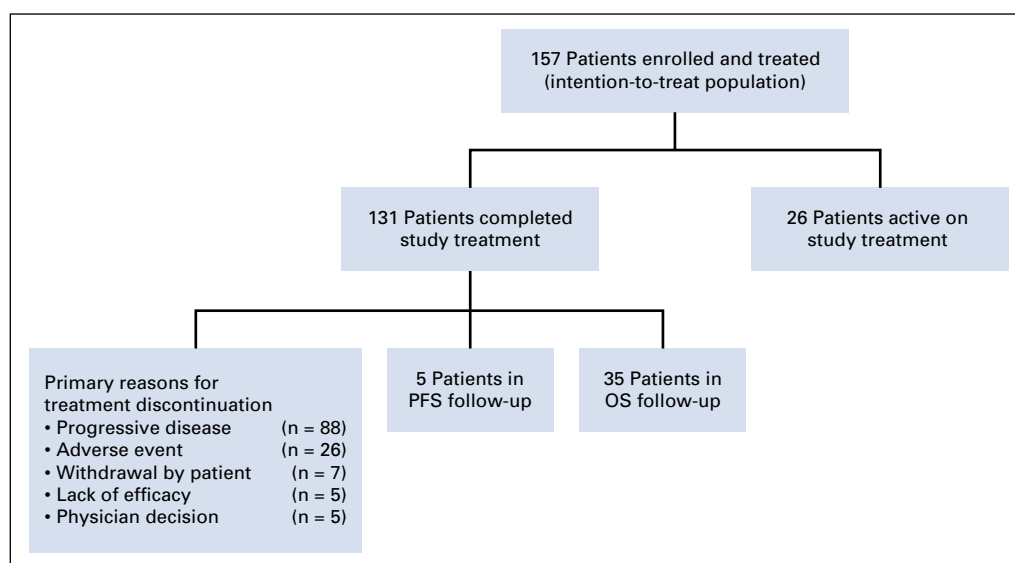 157 Patients enrolled and treated
(intention-to-treat population)
131 Patients completed
study treatment
26 Patients active on
study treatment
Primary reasons for
treatment discontinuation
• Progressive disease (n = 88)
• Adverse event (n = 26)
• Withdrawal by patient (n = 7)
• Lack of efficacy (n = 5)
• Physician decision (n = 5)
5 Patients in
PFS follow-up
35 Patients in
OS follow-up